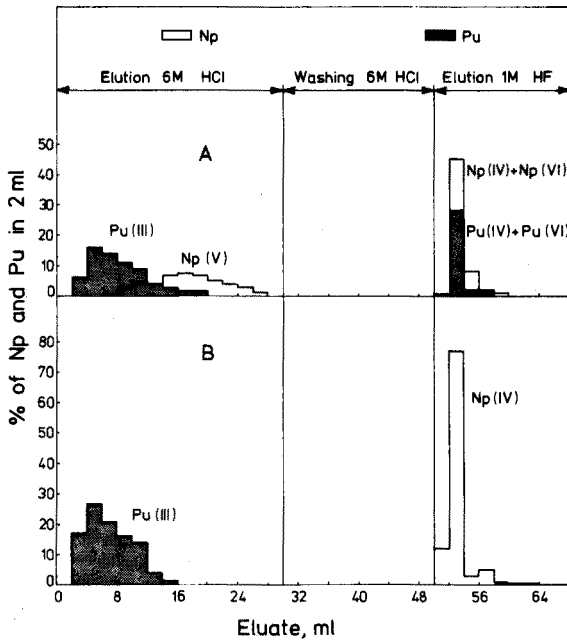 Np Pu
Elution 6M HCl Washing 6M HCl Elution 1M HF
% of Np and Pu in 2 ml
50
40
30
20
10
0
A
Pu (III)
Np (V)
Np(IV)+Np(VI)
Pu(IV)+Pu(VI)
80
70
60
50
40
30
20
10
0
B
Pu (III)
Np (IV)
0 8 16 24 32 40 48 56 64
Eluate, ml